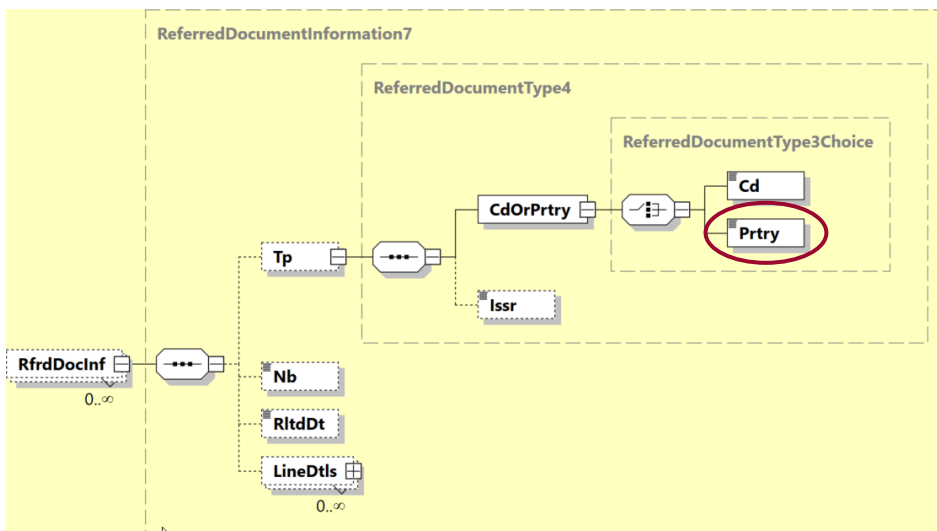 ReferredDocumentInformation7
ReferredDocumentType4
ReferredDocumentType3Choice
Cd
CdOrPrtry
Prtry
Tp
Issr
RfrdDocInf
0..∞
Nb
RltdDt
LineDtls
0..∞